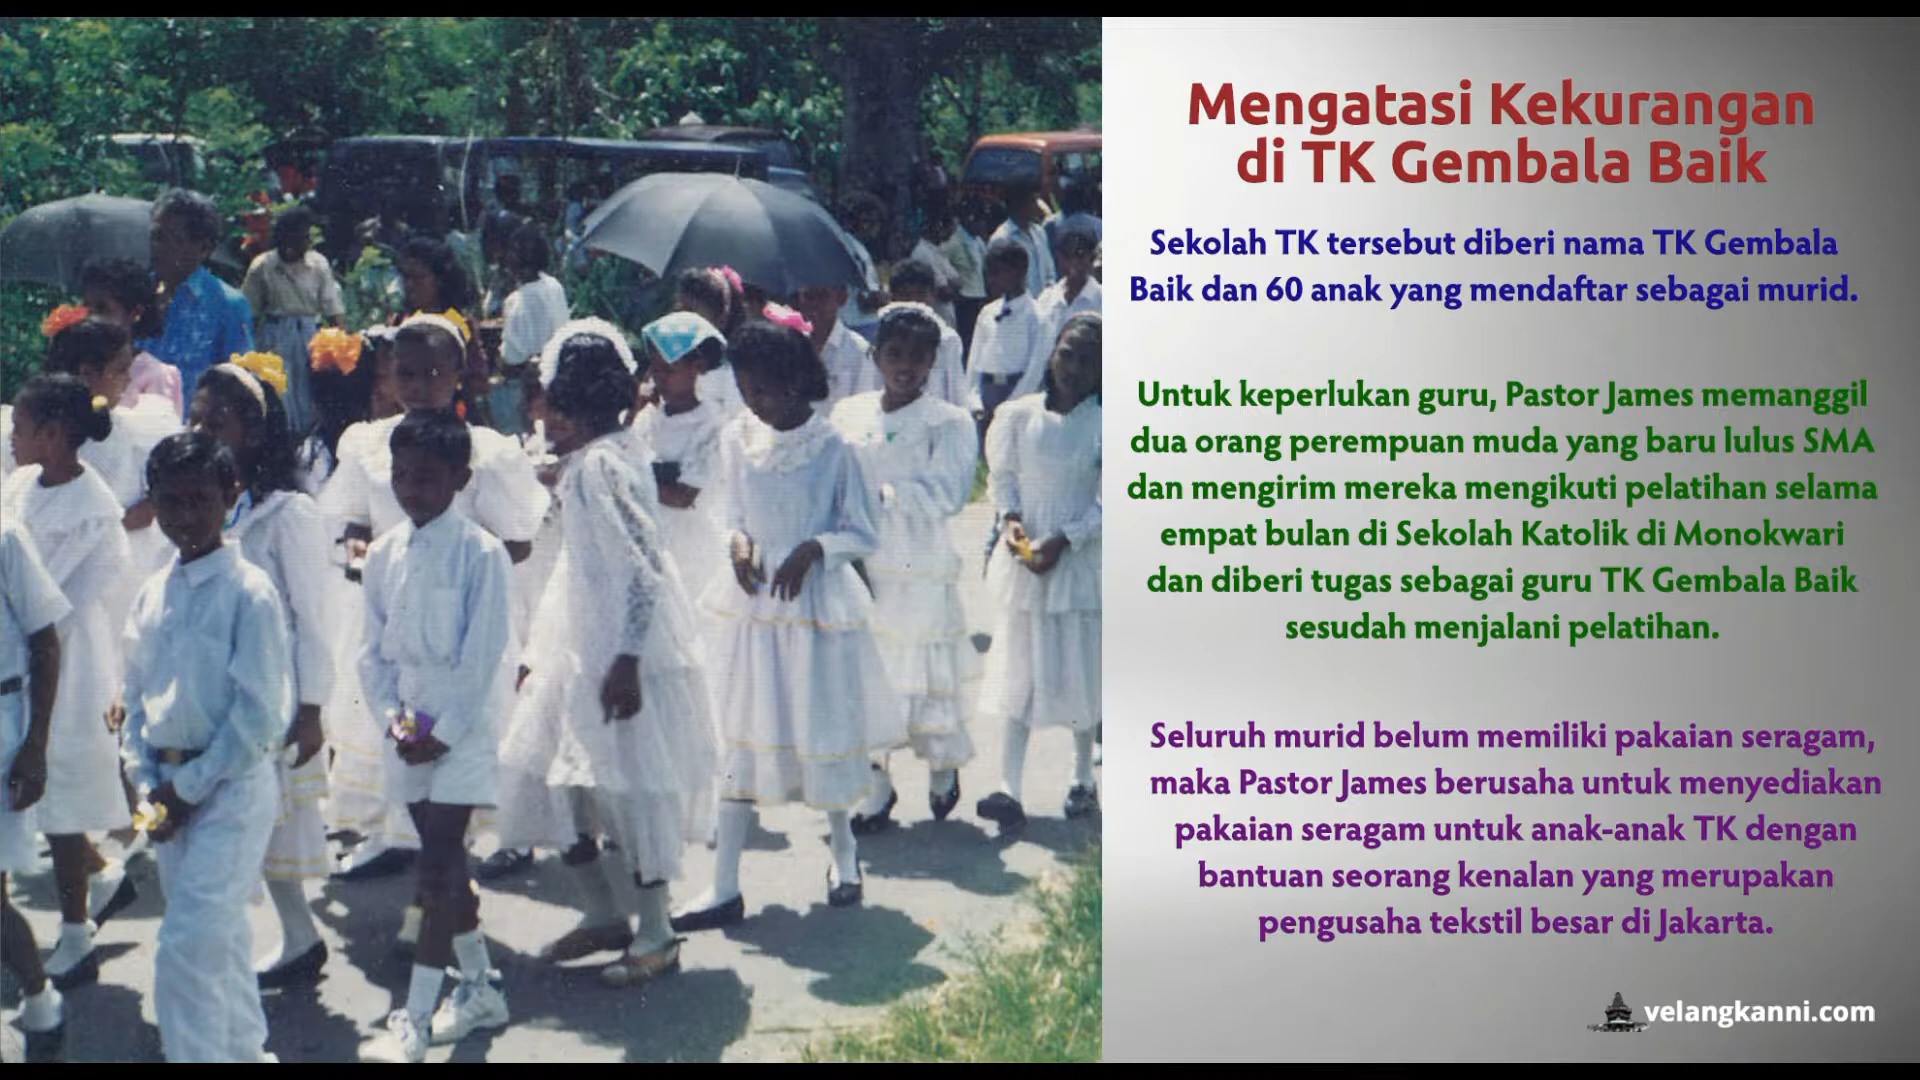 Mengatasi Kekurangan
di TK Gembala Baik
Sekolah TK tersebut diberi nama TK Gembala
Baik dan 60 anak yang mendaftar sebagai murid.
Untuk keperlukan guru, Pastor James memanggil
dua orang perempuan muda yang baru lulus SMA
dan mengirim mereka mengikuti pelatihan selama
empat bulan di Sekolah Katolik di Monokwari
dan diberi tugas sebagai guru TK Gembala Baik
sesudah menjalani pelatihan.
Seluruh murid belum memiliki pakaian seragam,
maka Pastor James berusaha untuk menyediakan
pakaian seragam untuk anak-anak TK dengan
bantuan seorang kenalan yang merupakan
pengusaha tekstil besar di Jakarta.
velangkanni.com